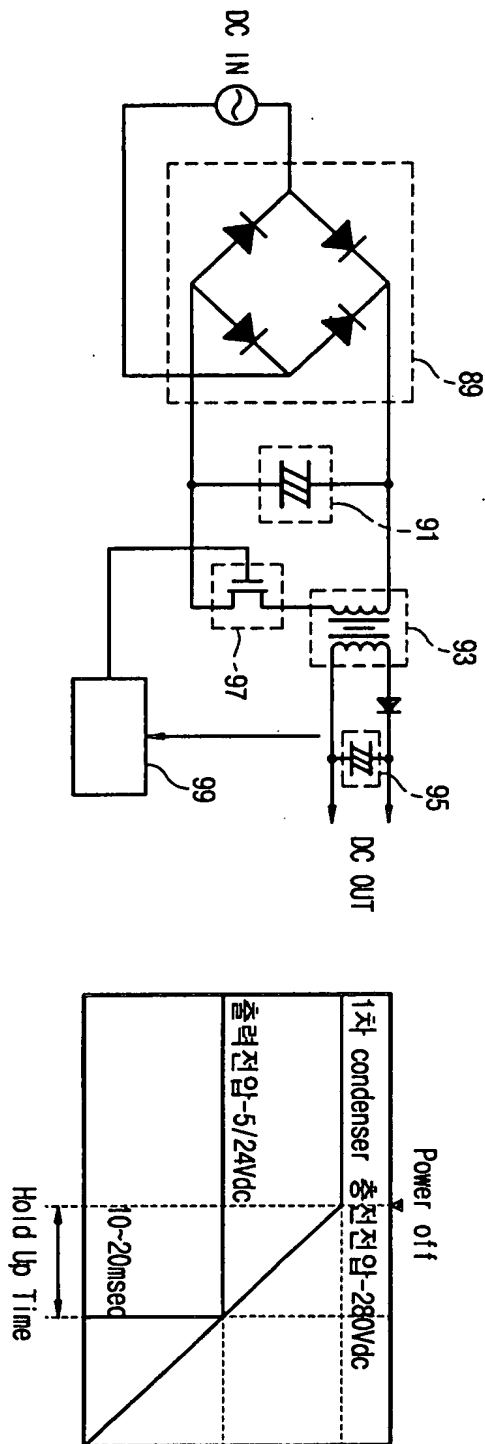 DC IN
89
91
93
97
95
99
DC OUT
Power off
1차 condenser 충전전압-280Vdc
출력전압-5/24Vdc
10~20msec
Hold Up Time